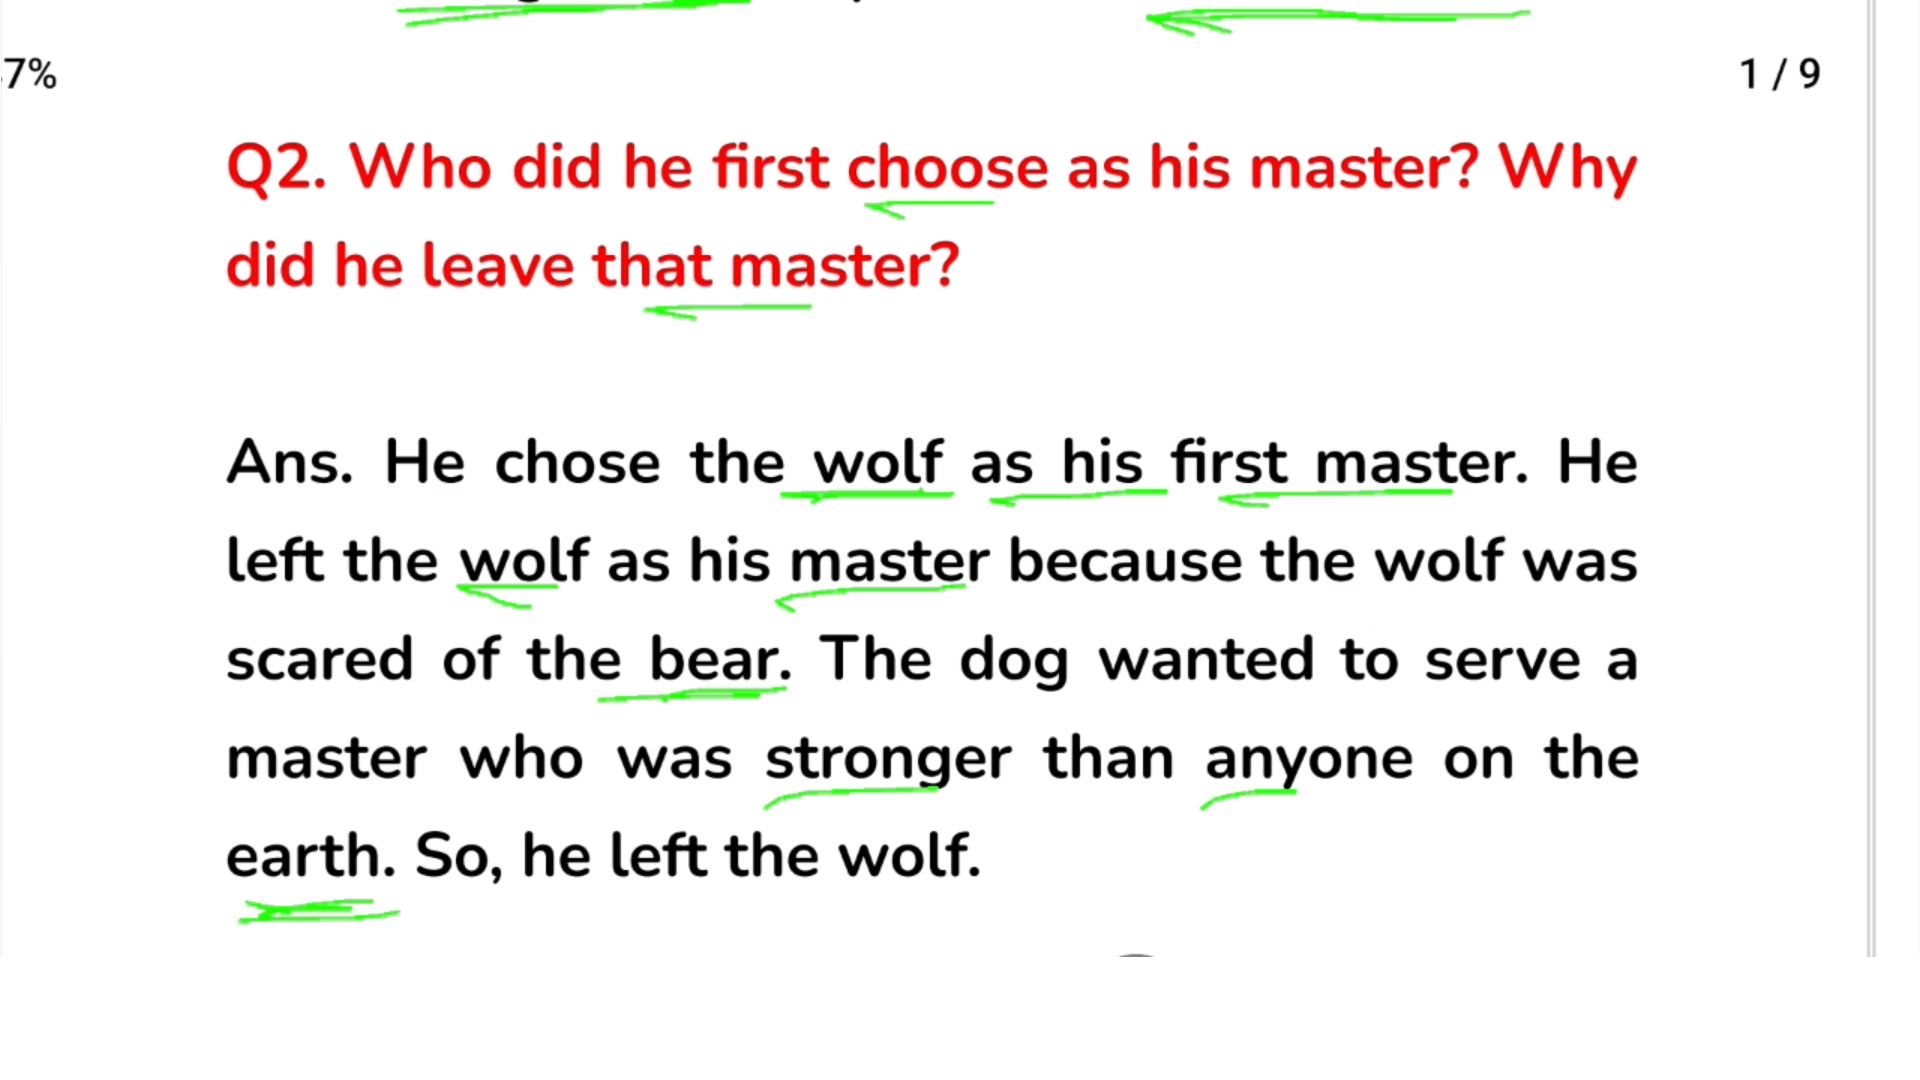 7%
1 / 9
Q2. Who did he first choose as his master? Why
did he leave that master?
Ans. He chose the wolf as his first master. He
left the wolf as his master because the wolf was
scared of the bear. The dog wanted to serve a
master who was stronger than anyone on the
earth. So, he left the wolf.